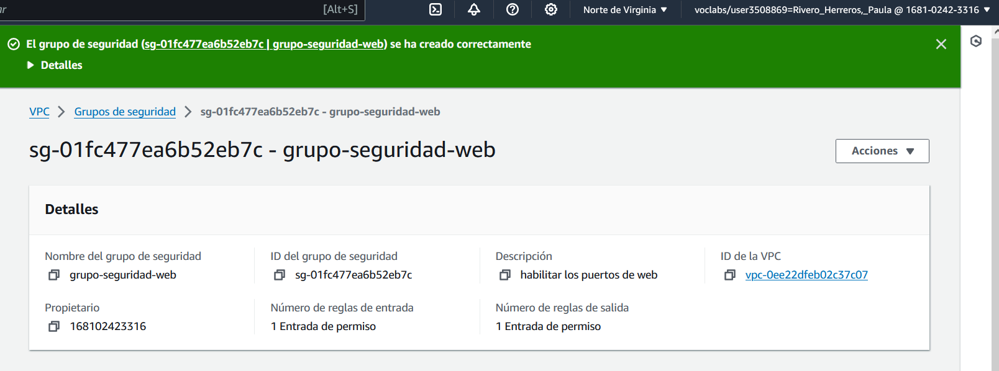 [Alt+S]
Norte de Virginia
voclabs/user3508869=Rivero_Herreros,_Paula @ 1681-0242-3316
El grupo de seguridad (sg-01fc477ea6b52eb7c | grupo-seguridad-web) se ha creado correctamente
Detalles
VPC
Grupos de seguridad
sg-01fc477ea6b52eb7c - grupo-seguridad-web
sg-01fc477ea6b52eb7c - grupo-seguridad-web
Acciones
Detalles
Nombre del grupo de seguridad
grupo-seguridad-web
ID del grupo de seguridad
sg-01fc477ea6b52eb7c
Descripción
habilitar los puertos de web
ID de la VPC
vpc-0ee22dfeb02c37c07
Propietario
168102423316
Número de reglas de entrada
1 Entrada de permiso
Número de reglas de salida
1 Entrada de permiso